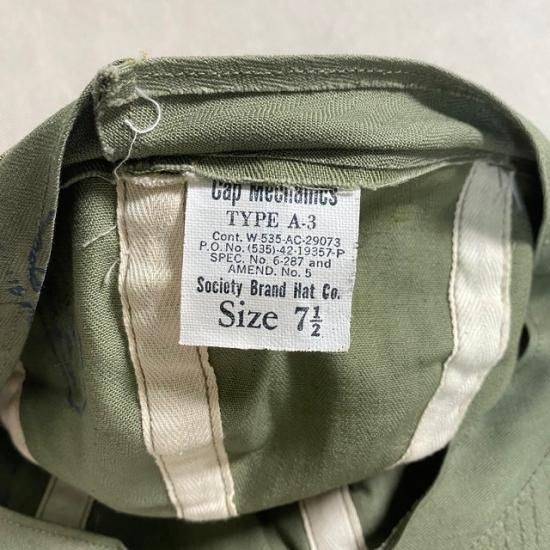 Cap Mechanics
TYPE A-3
Cont. W-535-AC-29073
P.O. No. (535)-42-19357-P
SPEC. No. 6-287 and
AMEND. No. 5
Society Brand Hat Co.
Size 7½